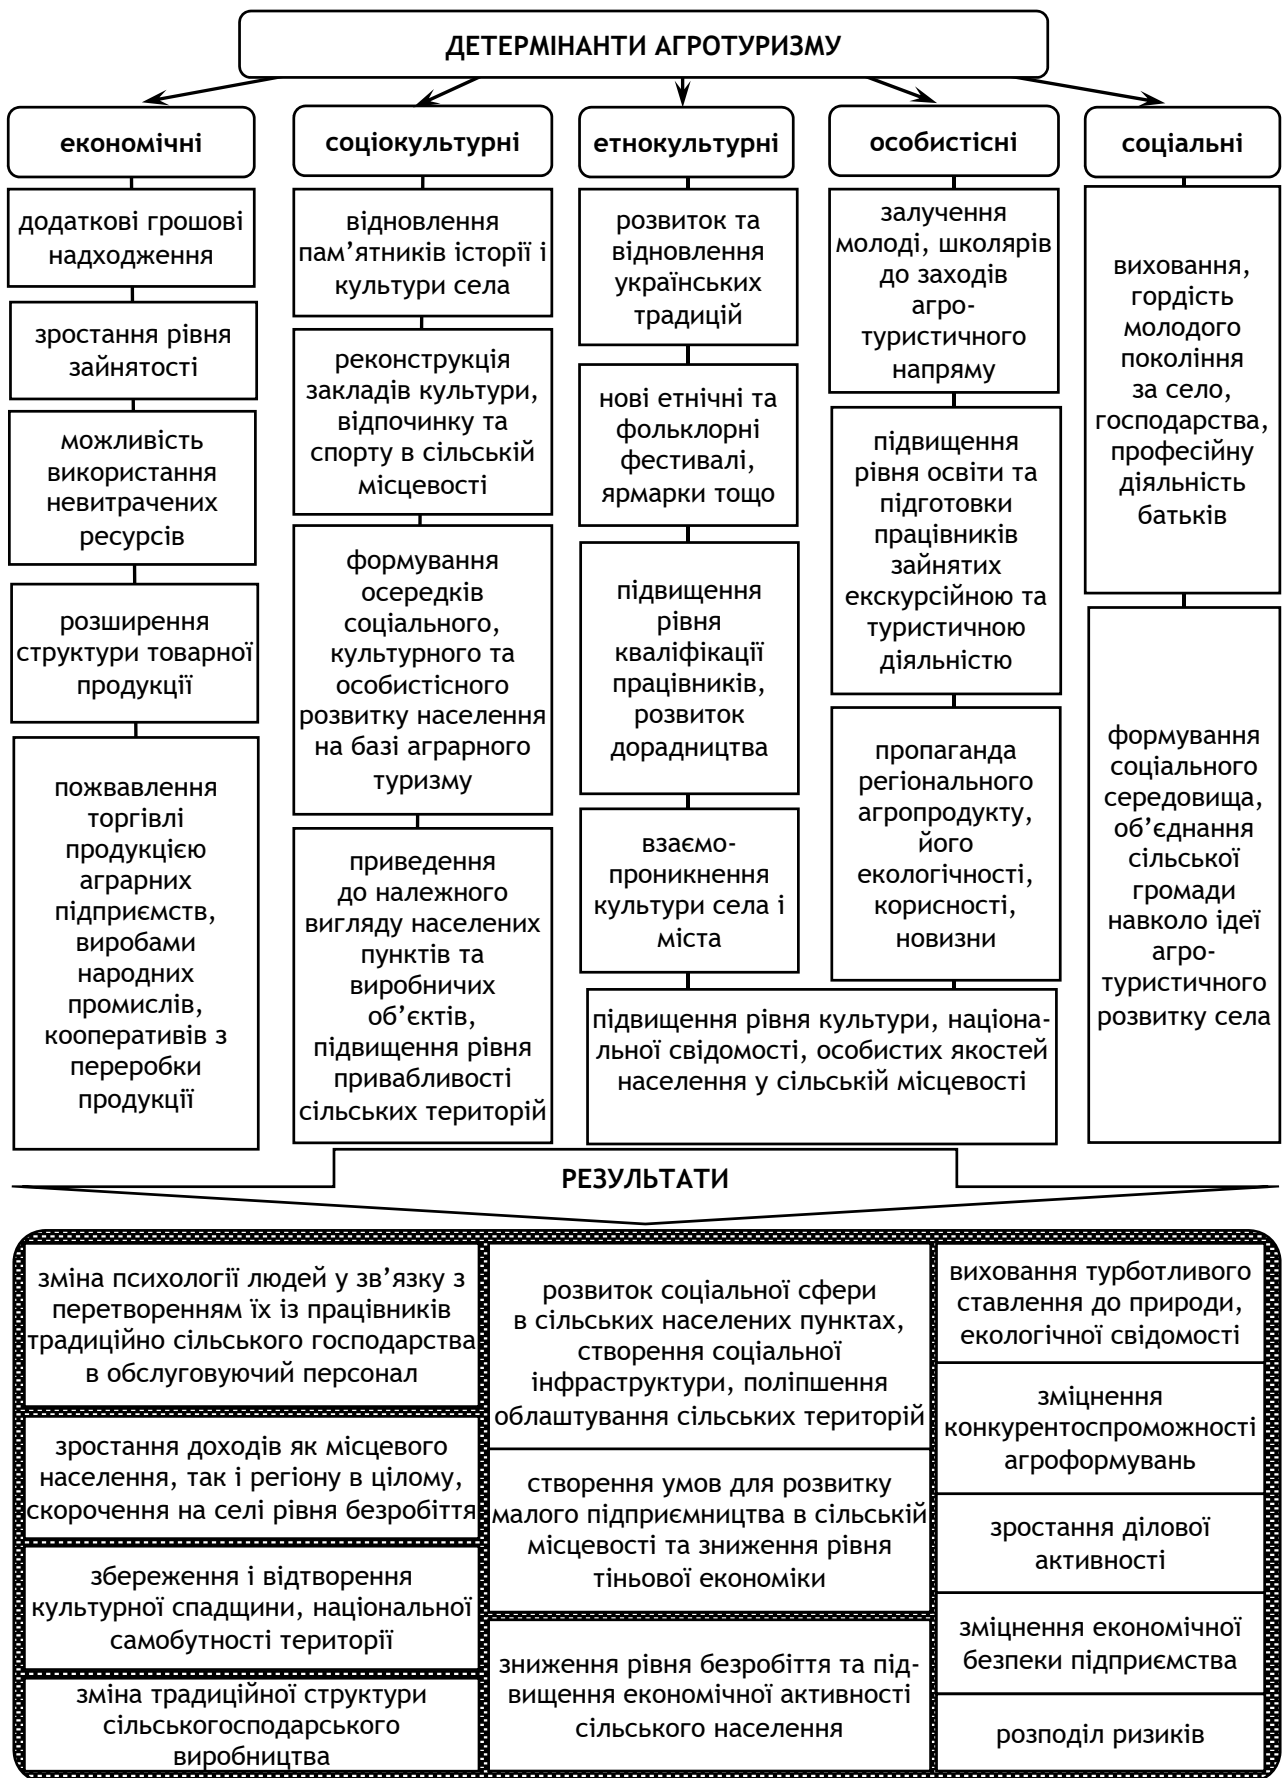 ДЕТЕРМІНАНТИ АГРОТУРИЗМУ
економічні
додаткові грошові
надходження
зростання рівня
зайнятості
можливість
використання
невитрачених
ресурсів
розширення
структури товарної
продукції
пожвавлення
торгівлі
продукцією
аграрних
підприємств,
виробами
народних
промислів,
кооперативів з
переробки
продукції
соціокультурні
відновлення
пам’ятників історії і
культури села
реконструкція
закладів культури,
відпочинку та
спорту в сільській
місцевості
формування
осередків
соціального,
культурного та
особистісного
розвитку населення
на базі аграрного
туризму
приведення
до належного
вигляду населених
пунктів та
виробничих
об’єктів,
підвищення рівня
привабливості
сільських територій
етнокультурні
розвиток та
відновлення
українських
традицій
нові етнічні та
фольклорні
фестивалі,
ярмарки тощо
підвищення
рівня
кваліфікації
працівників,
розвиток
дорадництва
взаємо-
проникнення
культури села і
міста
особистісні
залучення
молоді, школярів
до заходів
агро-
туристичного
напряму
підвищення
рівня освіти та
підготовки
працівників
зайнятих
екскурсійною та
туристичною
діяльністю
пропаганда
регіонального
агропродукту,
його
екологічності,
корисності,
новизни
підвищення рівня культури, націона-
льної свідомості, особистих якостей
населення у сільській місцевості
соціальні
виховання,
гордість
молодого
покоління
за село,
господарства,
професійну
діяльність
батьків
формування
соціального
середовища,
об’єднання
сільської
громади
навколо ідеї
агро-
туристичного
розвитку села
РЕЗУЛЬТАТИ
зміна психології людей у зв’язку з
перетворенням їх із працівників
традиційно сільського господарства
в обслуговуючий персонал
зростання доходів як місцевого
населення, так і регіону в цілому,
скорочення на селі рівня безробіття
збереження і відтворення
культурної спадщини, національної
самобутності території
зміна традиційної структури
сільськогосподарського
виробництва
розвиток соціальної сфери
в сільських населених пунктах,
створення соціальної
інфраструктури, поліпшення
облаштування сільських територій
створення умов для розвитку
малого підприємництва в сільській
місцевості та зниження рівня
тіньової економіки
зниження рівня безробіття та під-
вищення економічної активності
сільського населення
виховання турботливого
ставлення до природи,
екологічної свідомості
зміцнення
конкурентоспроможності
агроформувань
зростання ділової
активності
зміцнення економічної
безпеки підприємства
розподіл ризиків